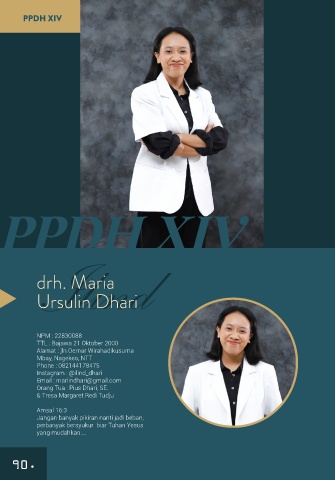 PPDH XIV
PPDH XIV
drh. Maria
Ursulin Dhari
NPM : 22830088
TTL : Bajawa 21 Oktober 2000
Alamat : Jln.Oemar Wirahadikusuma
Mbay, Nagekeo, NTT
Phone : 082144178475
Instagram : @ilind_dhari
Email : marindhari@gmail.com
Orang Tua : Pius Dhari, SE.
& Tresa Margaret Redi Tudju
Amsal 16:3
Jangan banyak pikiran nanti jadi beban,
perbanyak bersyukur biar Tuhan Yesus
yang mudahkan....
90.